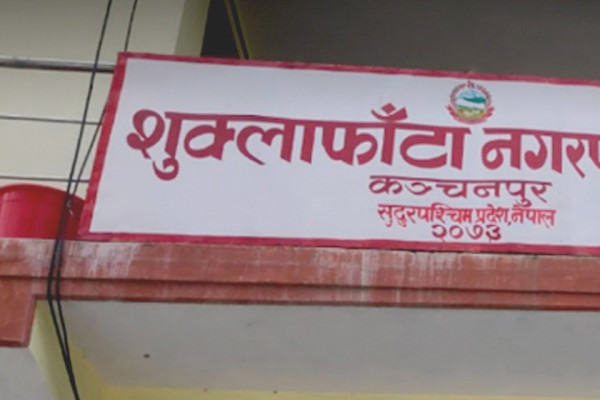 शुक्लाफाँटा नगरप
कञ्चनपुर
सुदुरपश्चिम प्रदेश,नेपाल
२०७३